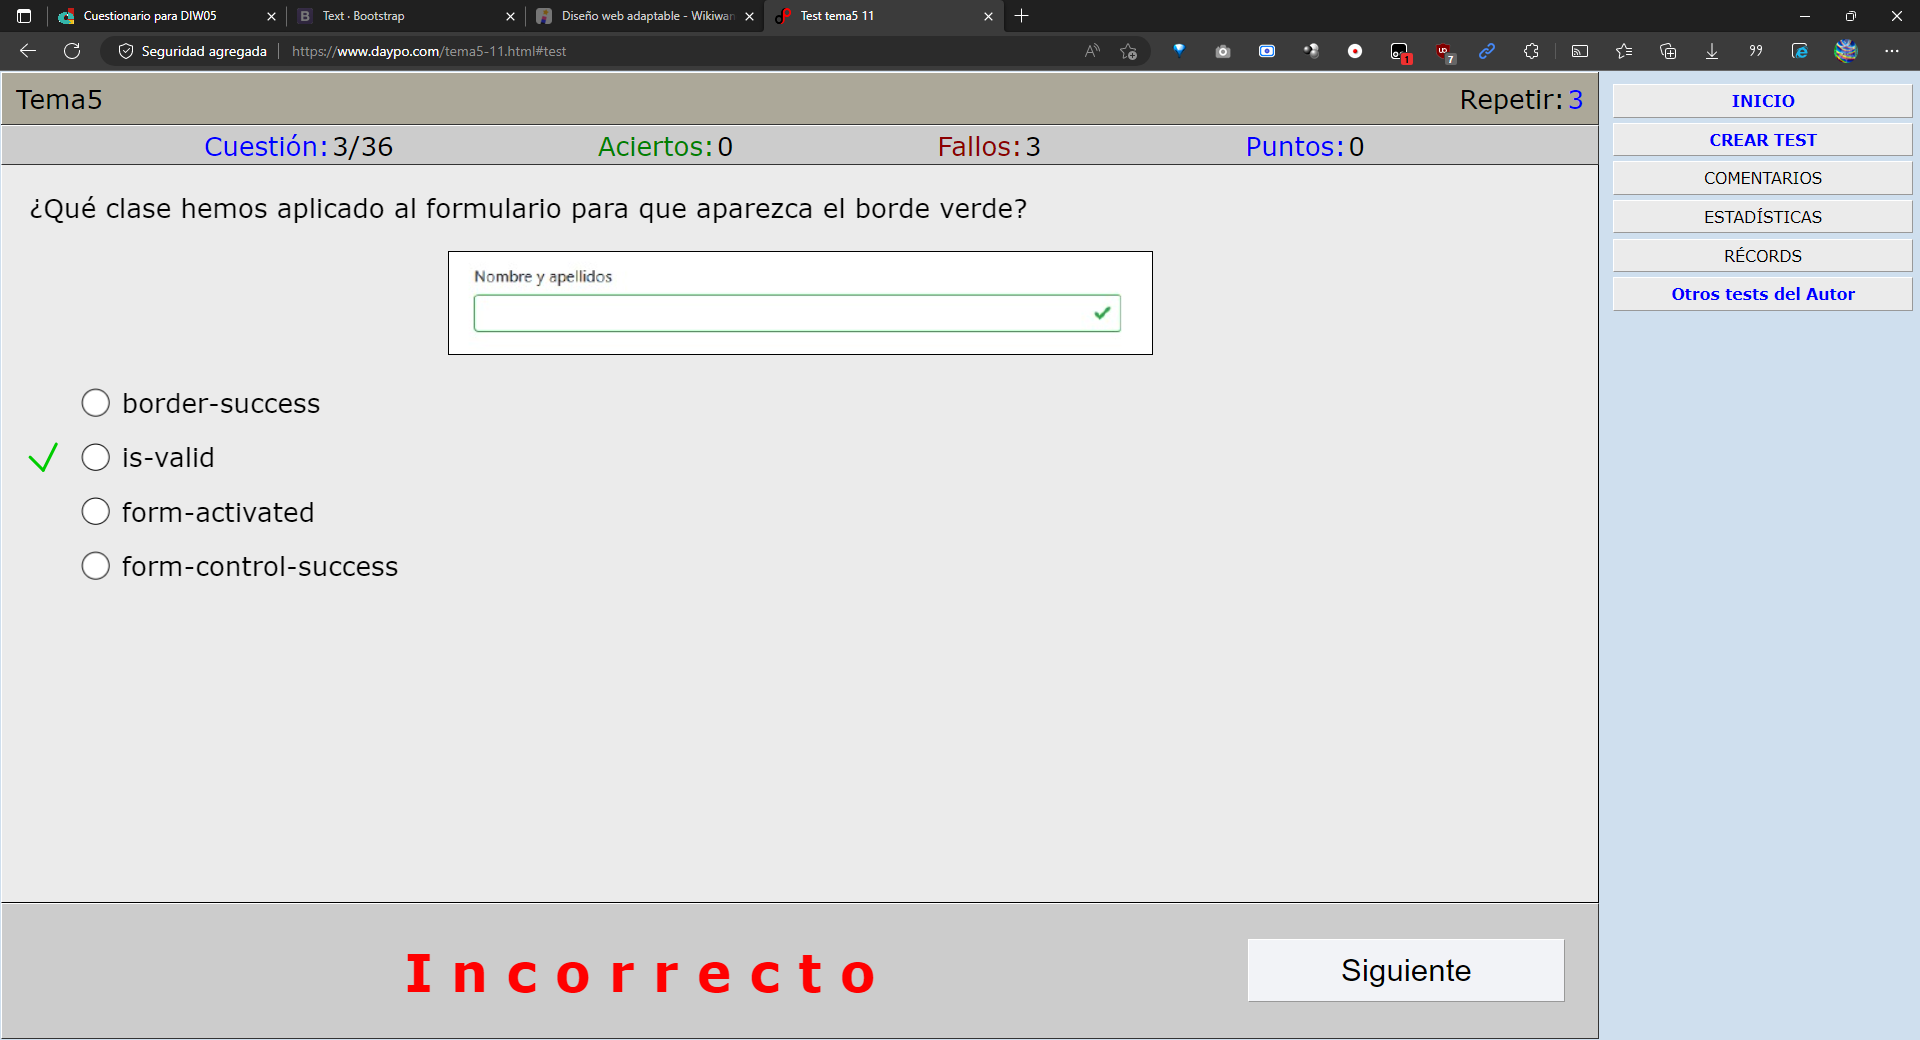 Cuestionario para DIW05
Text · Bootstrap
Diseño web adaptable - Wikiwan
Test tema5 11
Seguridad agregada
https://www.daypo.com/tema5-11.html#test
1
7
Tema5
Repetir: 3
Cuestión: 3/36
Aciertos: 0
Fallos: 3
Puntos: 0
¿Qué clase hemos aplicado al formulario para que aparezca el borde verde?
Nombre y apellidos
border-success
is-valid
form-activated
form-control-success
Incorrecto
Siguiente
INICIO
CREAR TEST
COMENTARIOS
ESTADÍSTICAS
RÉCORDS
Otros tests del Autor